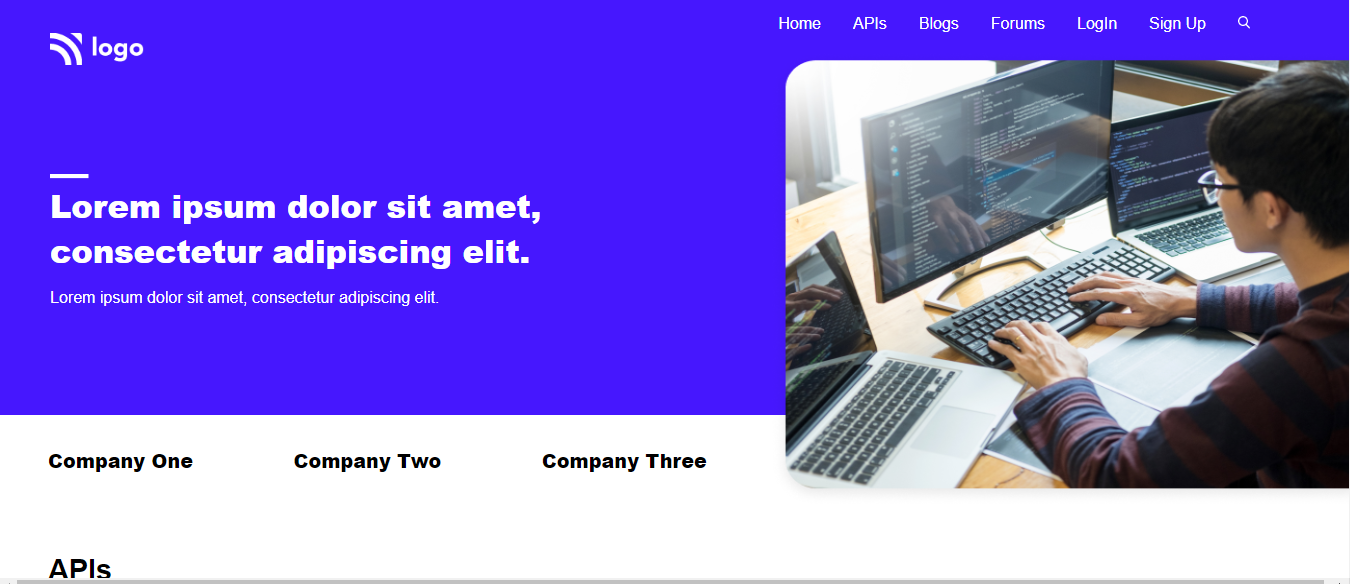 Home APIs Blogs Forums LogIn Sign Up
logo
Lorem ipsum dolor sit amet,
consectetur adipiscing elit.
Lorem ipsum dolor sit amet, consectetur adipiscing elit.
Company One Company Two Company Three
APIs